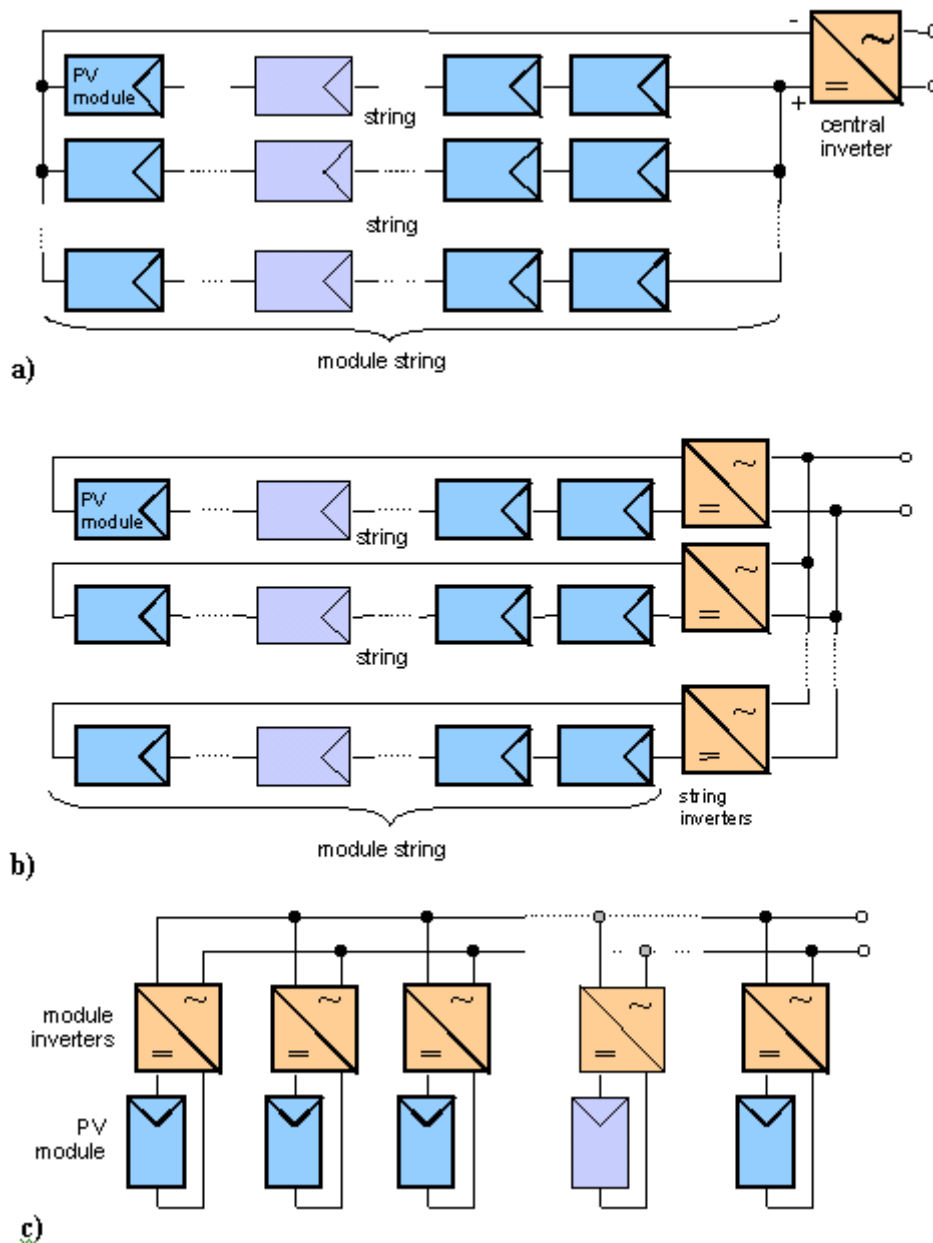 -
PV
module
string
+
central
inverter
string
module string
a)
PV
module
string
string
string
inverters
module string
b)
module
inverters
PV
module
c)